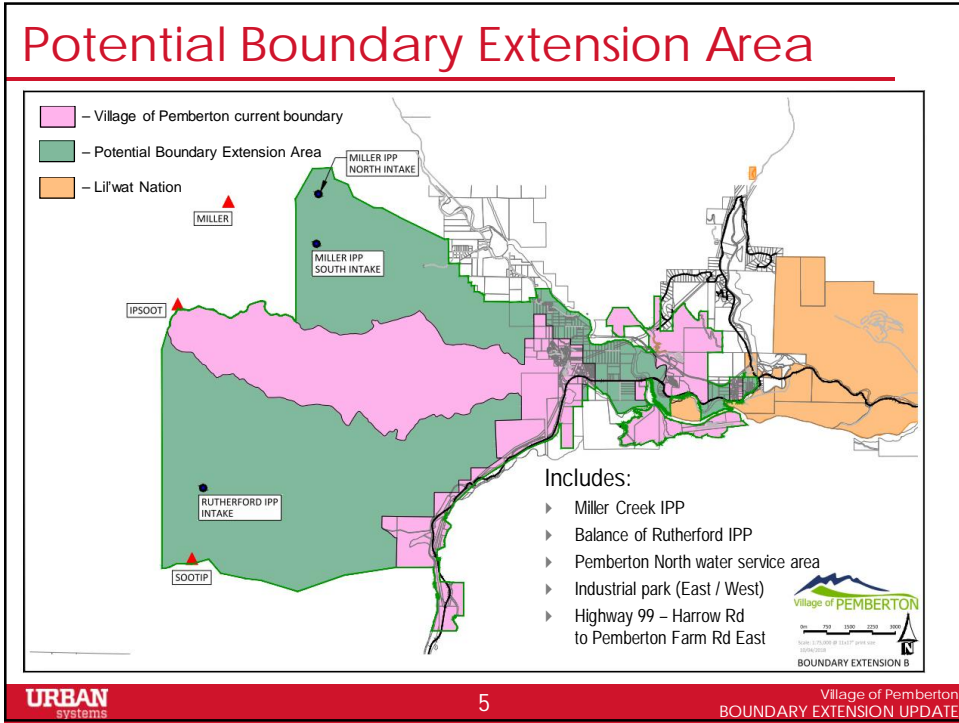 Potential Boundary Extension Area
– Village of Pemberton current boundary
– Potential Boundary Extension Area
– Lil'wat Nation
MILLER IPP
NORTH INTAKE
MILLER
MILLER IPP
SOUTH INTAKE
IPSOOT
RUTHERFORD IPP
INTAKE
SOOTIP
Includes:
Miller Creek IPP
Balance of Rutherford IPP
Pemberton North water service area
Industrial park (East / West)
Highway 99 – Harrow Rd
to Pemberton Farm Rd East
Village of PEMBERTON
0m 750 1500 2250 3000
N
BOUNDARY EXTENSION B
URBAN
systems
5
Village of Pemberton
BOUNDARY EXTENSION UPDATE